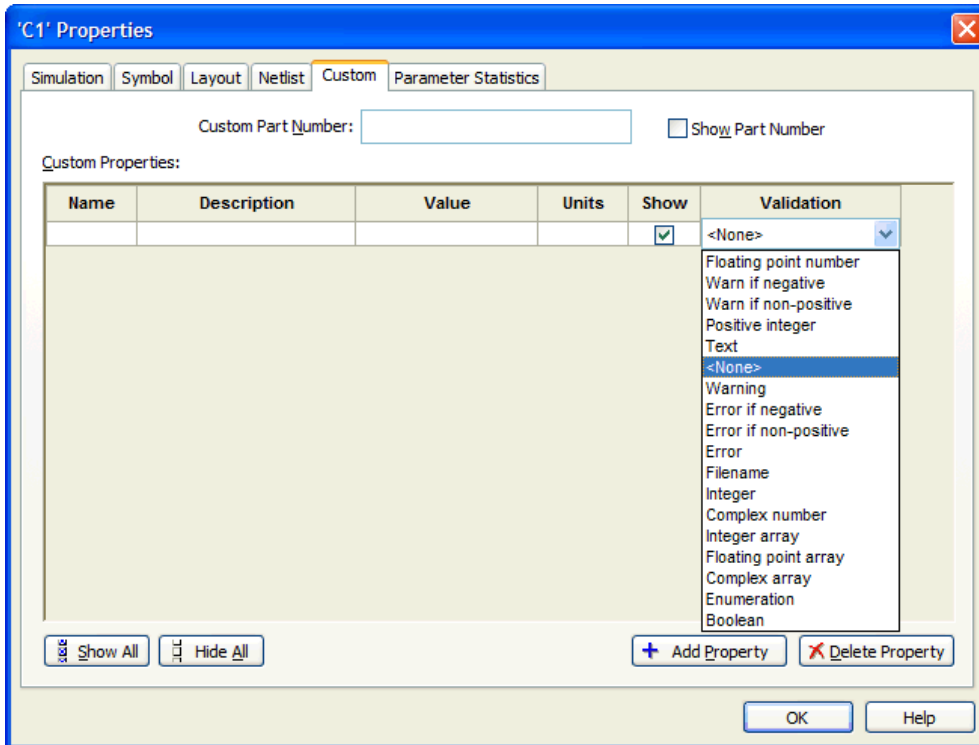 'C1' Properties
Simulation Symbol Layout Netlist Custom Parameter Statistics
Custom Part Number: Show Part Number
Custom Properties:
Name Description Value Units Show Validation
<None>
Floating point number
Warn if negative
Warn if non-positive
Positive integer
Text
<None>
Warning
Error if negative
Error if non-positive
Error
Filename
Integer
Complex number
Integer array
Floating point array
Complex array
Enumeration
Boolean
Show All Hide All Add Property Delete Property
OK Help